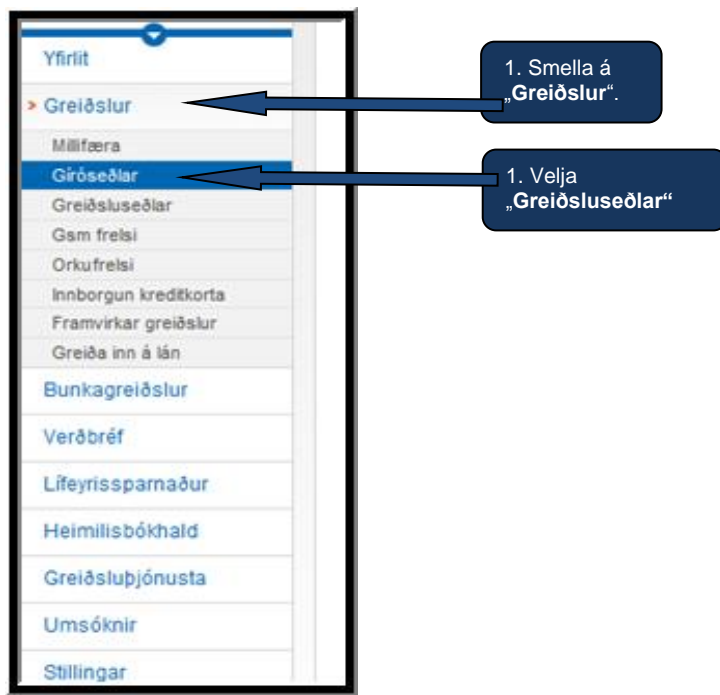 Yfirlit
Greiðslur
Millifæra
Gíróseðlar
Greiðsluseðlar
Gsm frelsi
Orkufrelsi
Innborgun kreditkorta
Framvirkar greiðslur
Greiða inn á lán
Bunkagreiðslur
Verðbréf
Lífeyrissparnaður
Heimilisbókhald
Greiðsluþjónusta
Umsóknir
Stillingar
1. Smella á
„Greiðslur“.
1. Velja
„Greiðsluseðlar“